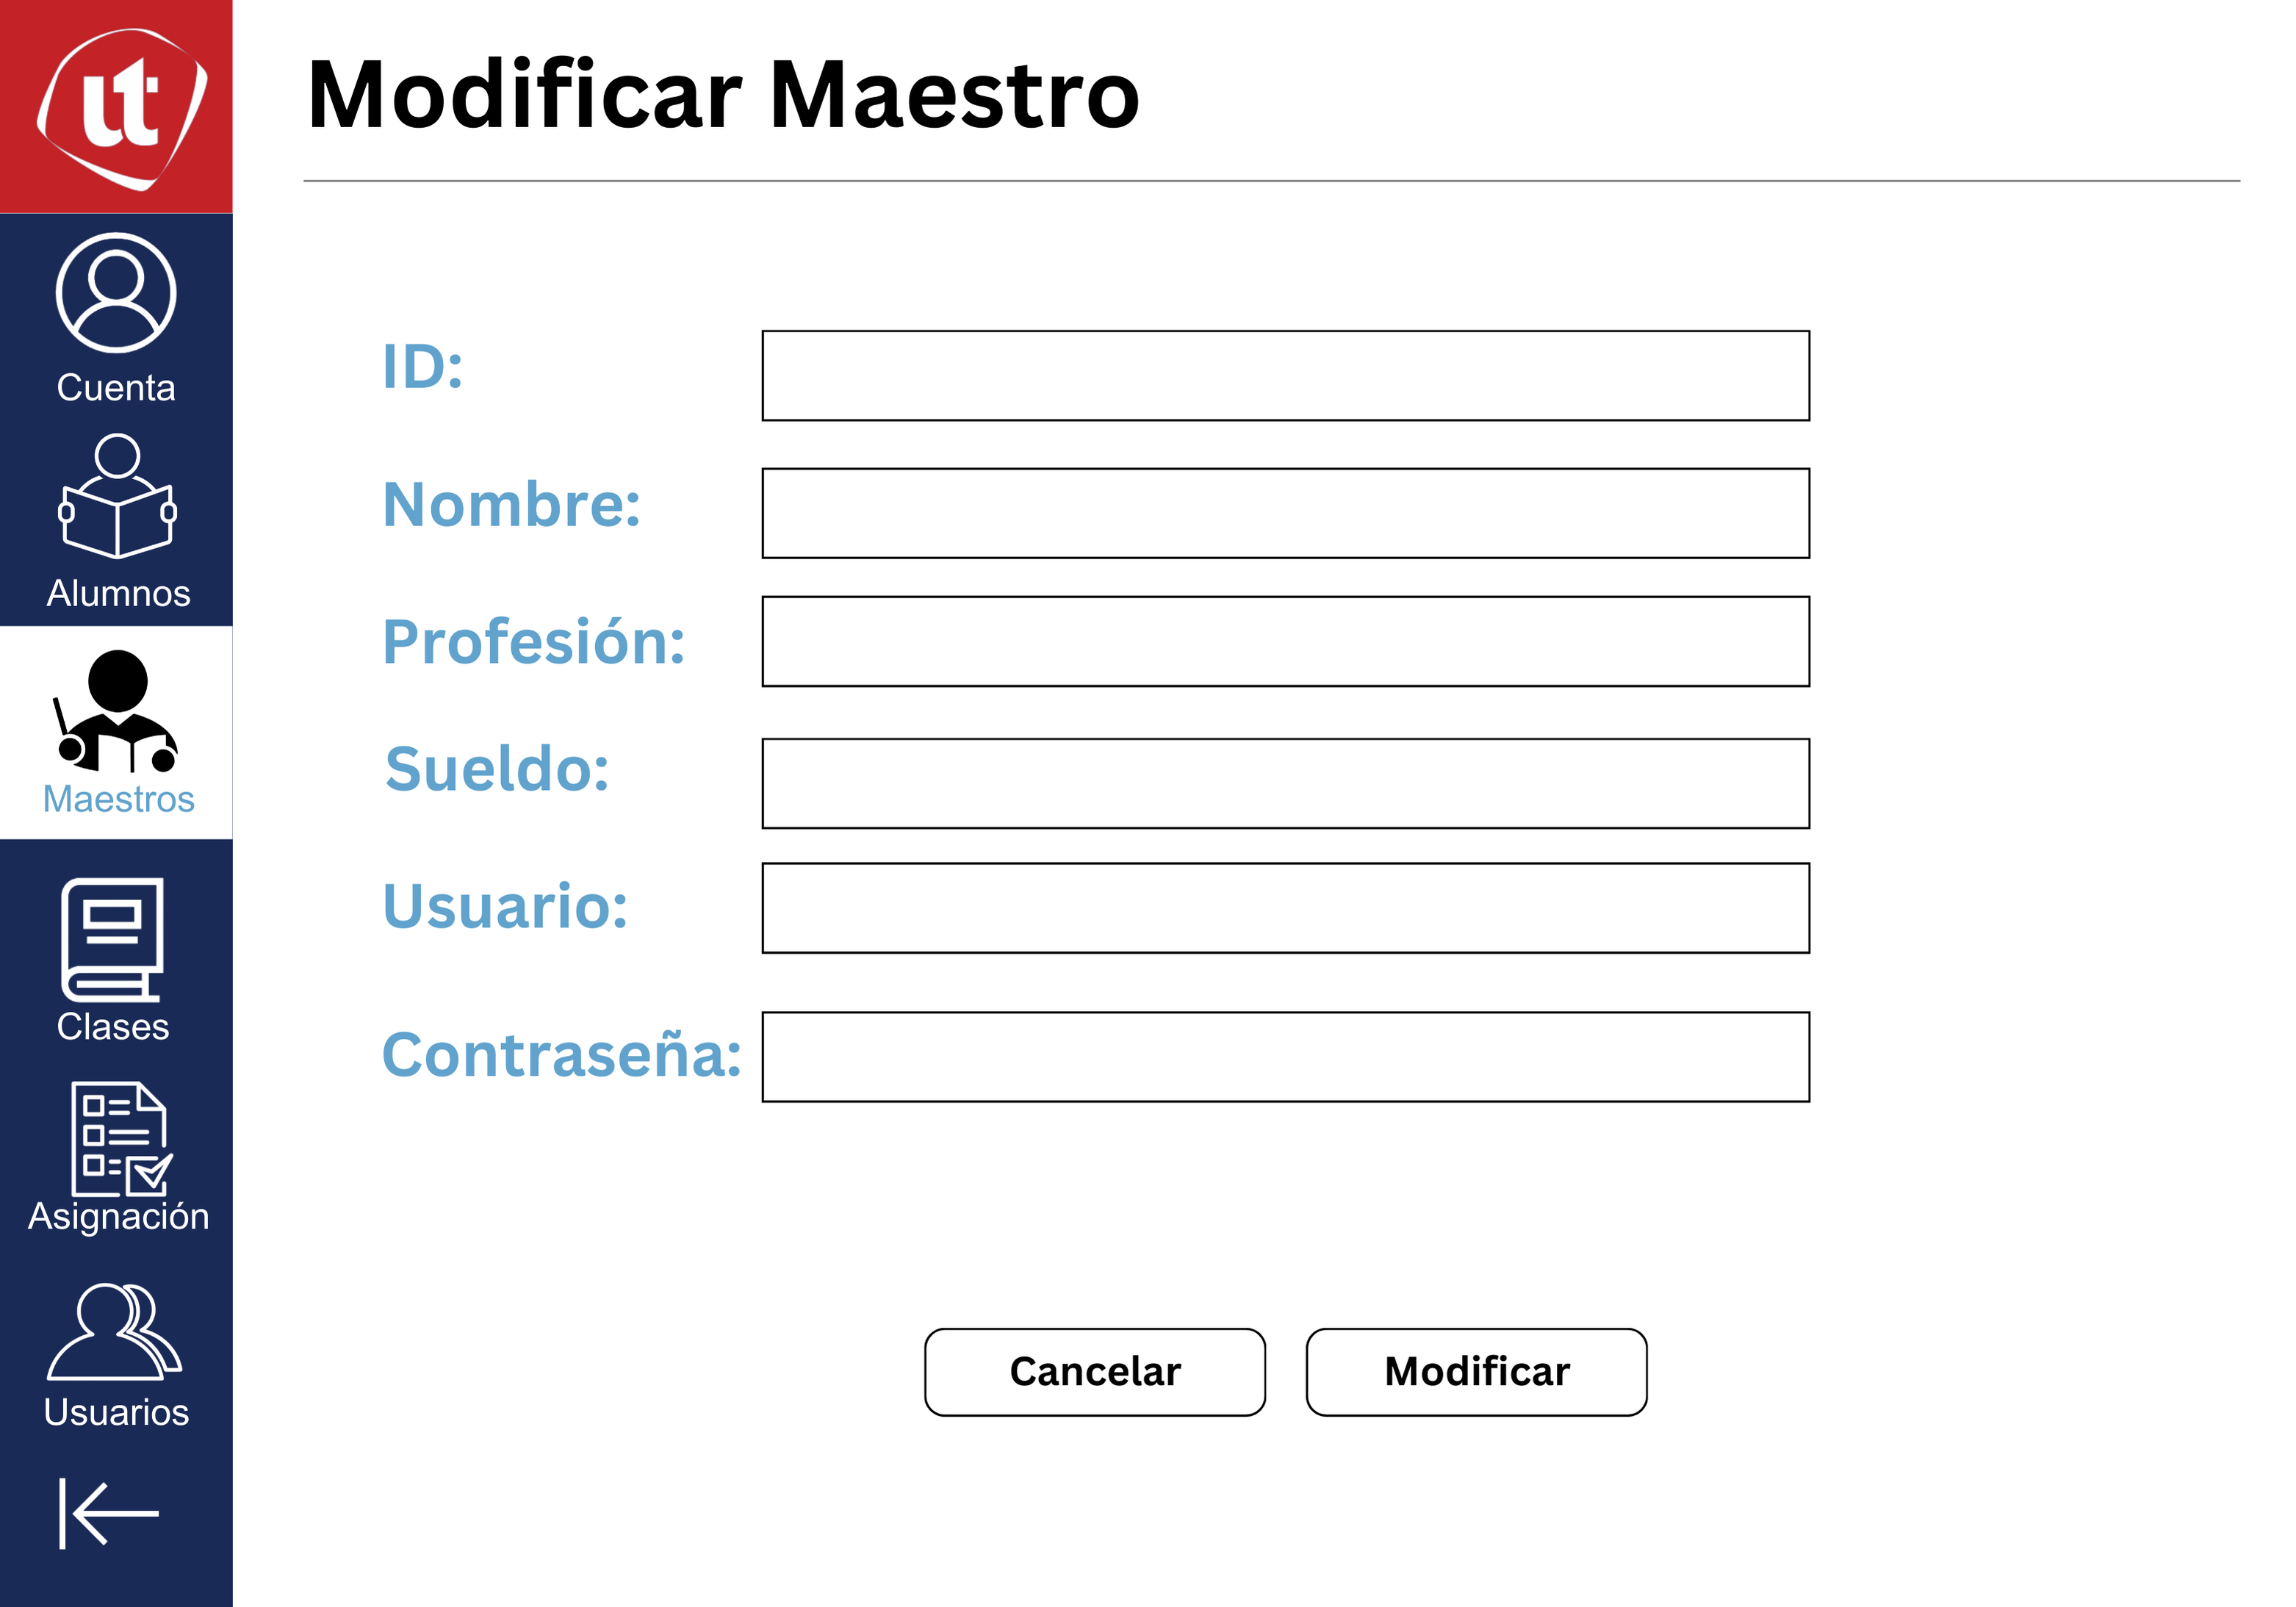 ut
Modificar Maestro
Cuenta
Alumnos
Maestros
Clases
Asignación
Usuarios
ID:
Nombre:
Profesión:
Sueldo:
Usuario:
Contraseña:
Cancelar
Modificar